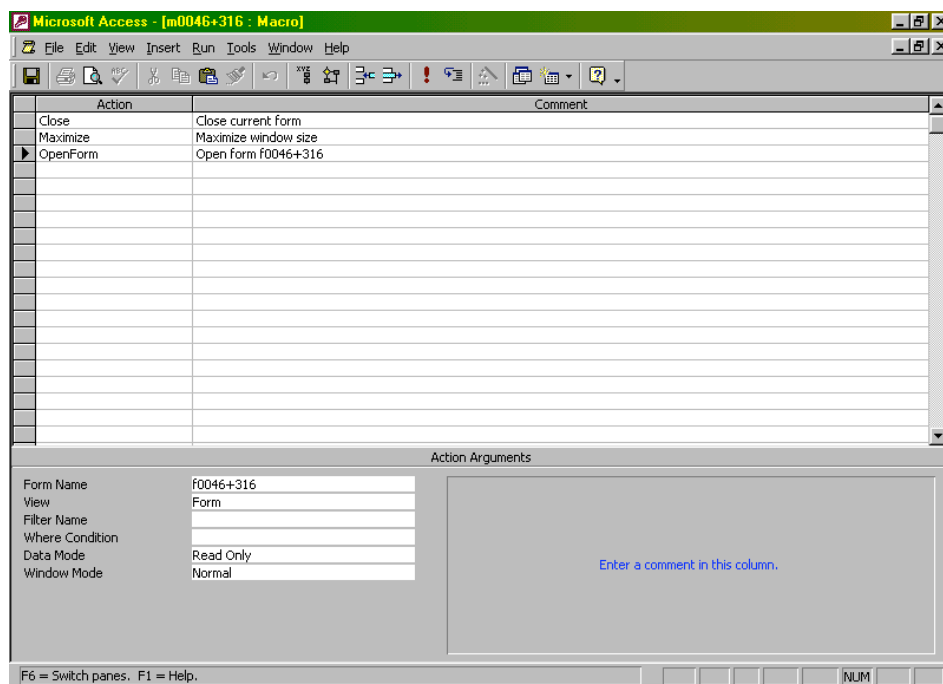 Microsoft Access - [m0046+316 : Macro]
File Edit View Insert Run Tools Window Help
Action Comment
Close Close current form
Maximize Maximize window size
OpenForm Open form f0046+316
Action Arguments
Form Name f0046+316
View Form
Filter Name
Where Condition
Data Mode Read Only
Window Mode Normal
Enter a comment in this column.
F6 = Switch panes. F1 = Help.
NUM